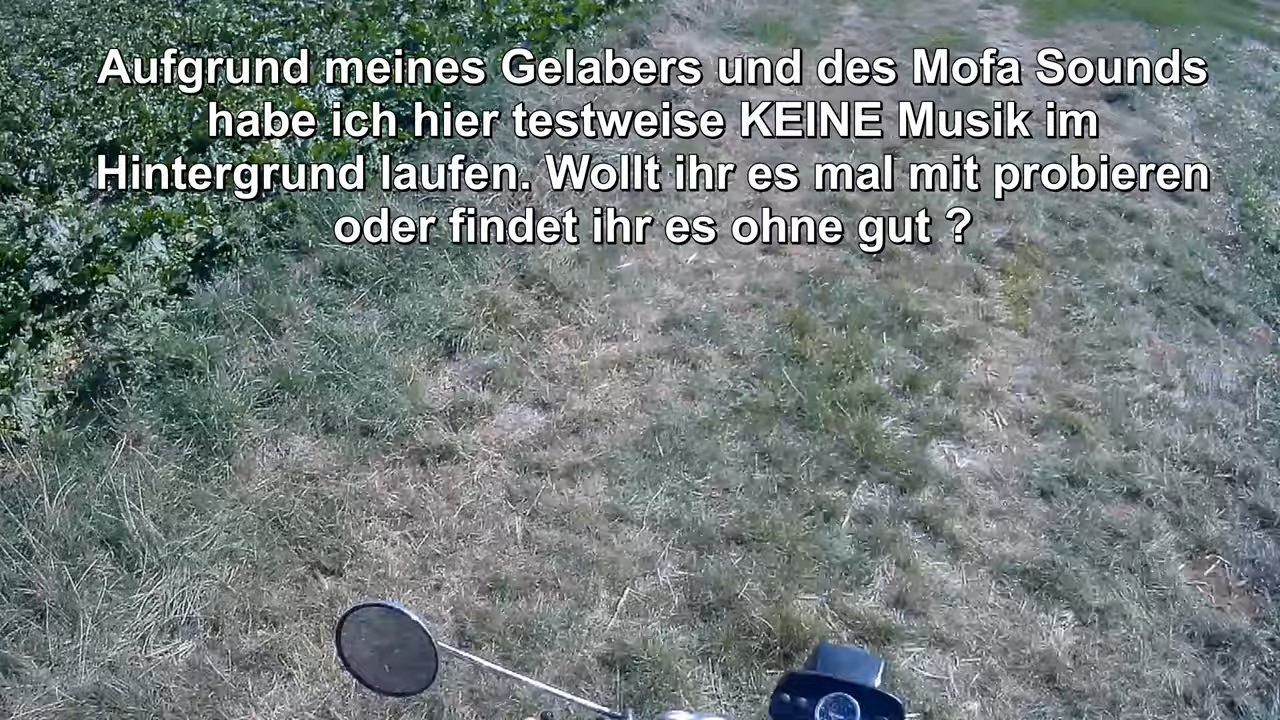 Aufgrund meines Gelabers und des Mofa Sounds
habe ich hier testweise KEINE Musik im
Hintergrund laufen. Wollt ihr es mal mit probieren
oder findet ihr es ohne gut ?